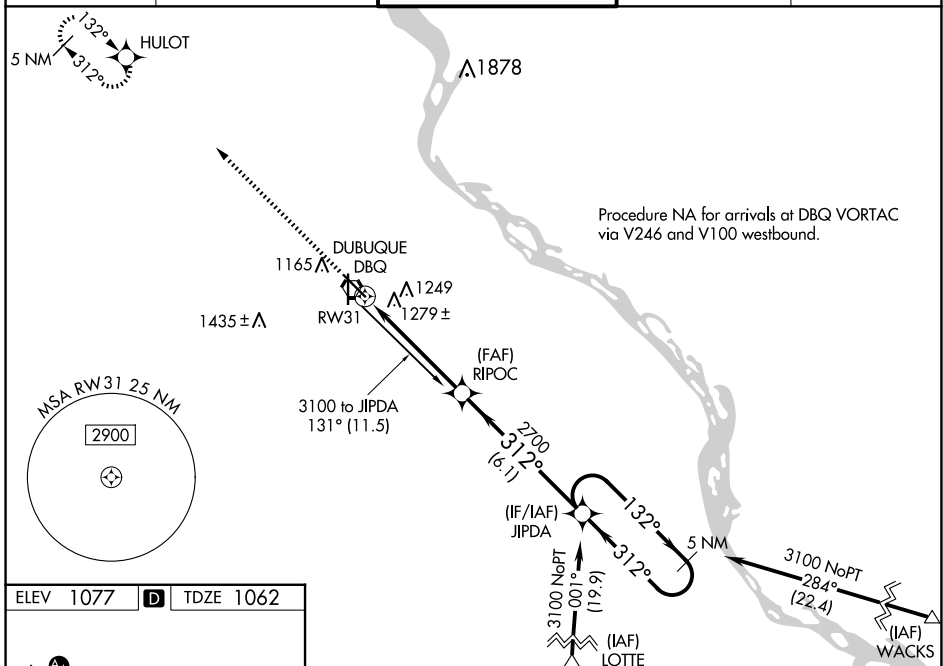 132°
HULOT
5 NM
312°
1878
Procedure NA for arrivals at DBQ VORTAC
via V246 and V100 westbound.
DUBUQUE
DBQ
1165
1249
1279 ±
RW31
1435 ±
(FAF)
RIPOC
MSA RW31 25 NM
2900
3100 to JIPDA
131° (11.5)
2700
312°
(6.1)
(IF/IAF)
JIPDA
132°
312°
5 NM
3100 NoPT
284°
(22.4)
(IAF)
WACKS
3100 NoPT
001°
(19.9)
(IAF)
LOTTE
ELEV 1077 D TDZE 1062